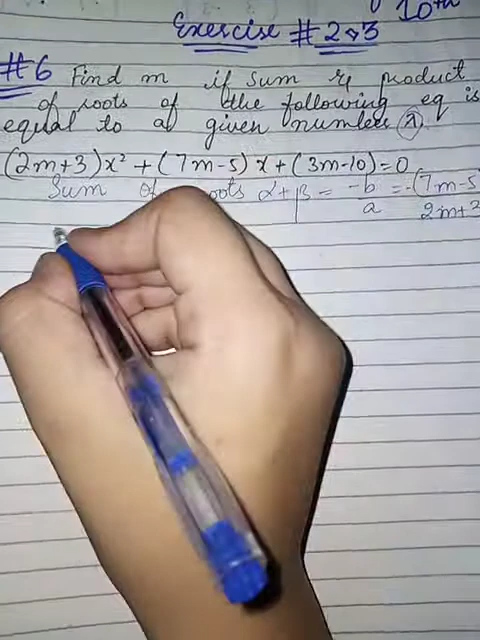 10th
Exercise # 2.3
#6 Find m if sum & product
of roots of the following eq is
equal to a given number λ.
(2m+3)x² + (7m-5)x + (3m-10) = 0
Sum of roots α+β = -b/a = -(7m-5
2m+3